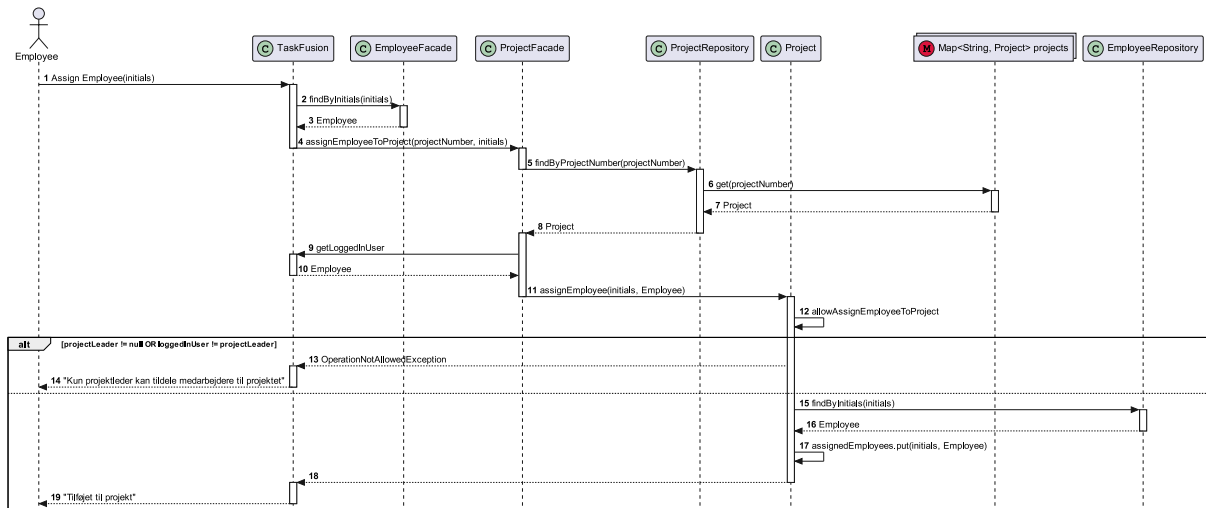 Employee
C TaskFusion
C EmployeeFacade
C ProjectFacade
C ProjectRepository
C Project
M Map<String, Project> projects
C EmployeeRepository
1 Assign Employee(initials)
2 findByInitials(initials)
3 Employee
4 assignEmployeeToProject(projectNumber, initials)
5 findByProjectNumber(projectNumber)
6 get(projectNumber)
7 Project
8 Project
9 getLoggedInUser
10 Employee
11 assignEmployee(initials, Employee)
12 allowAssignEmployeeToProject
alt [projectLeader != null OR loggedInUser != projectLeader]
13 OperationNotAllowedException
14 "Kun projektleder kan tildele medarbejdere til projektet"
15 findByInitials(initials)
16 Employee
17 assignedEmployees.put(initials, Employee)
18
19 "Tilføjet til projekt"